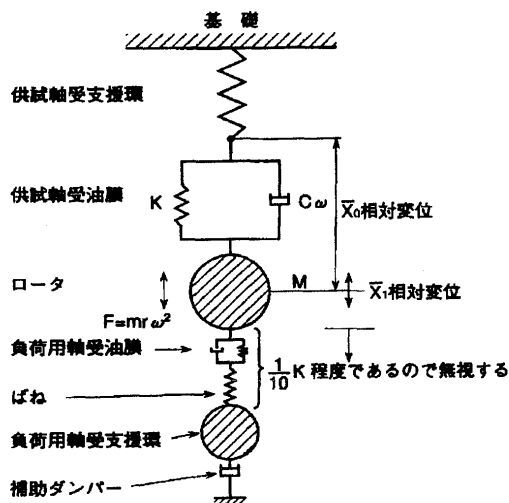 基礎
供試軸受支援環
供試軸受油膜
K
Cω
X̅₀相対変位
ロータ
M
X̅₁相対変位
F=mrω²
負荷用軸受油膜
1/10 K 程度であるので無視する
ばね
負荷用軸受支援環
補助ダンパー